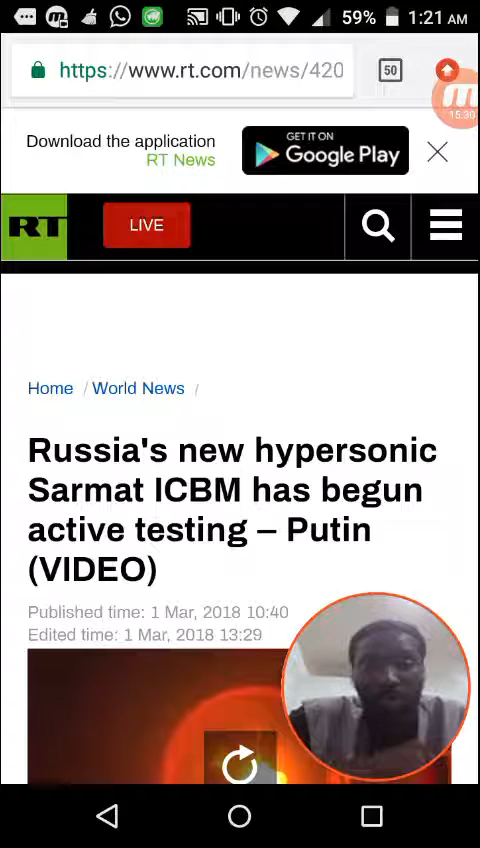 59% 1:21 AM
https://www.rt.com/news/420
50
15:30
Download the application
RT News
GET IT ON
Google Play
RT
LIVE
Home / World News /
Russia's new hypersonic
Sarmat ICBM has begun
active testing – Putin
(VIDEO)
Published time: 1 Mar, 2018 10:40
Edited time: 1 Mar, 2018 13:29